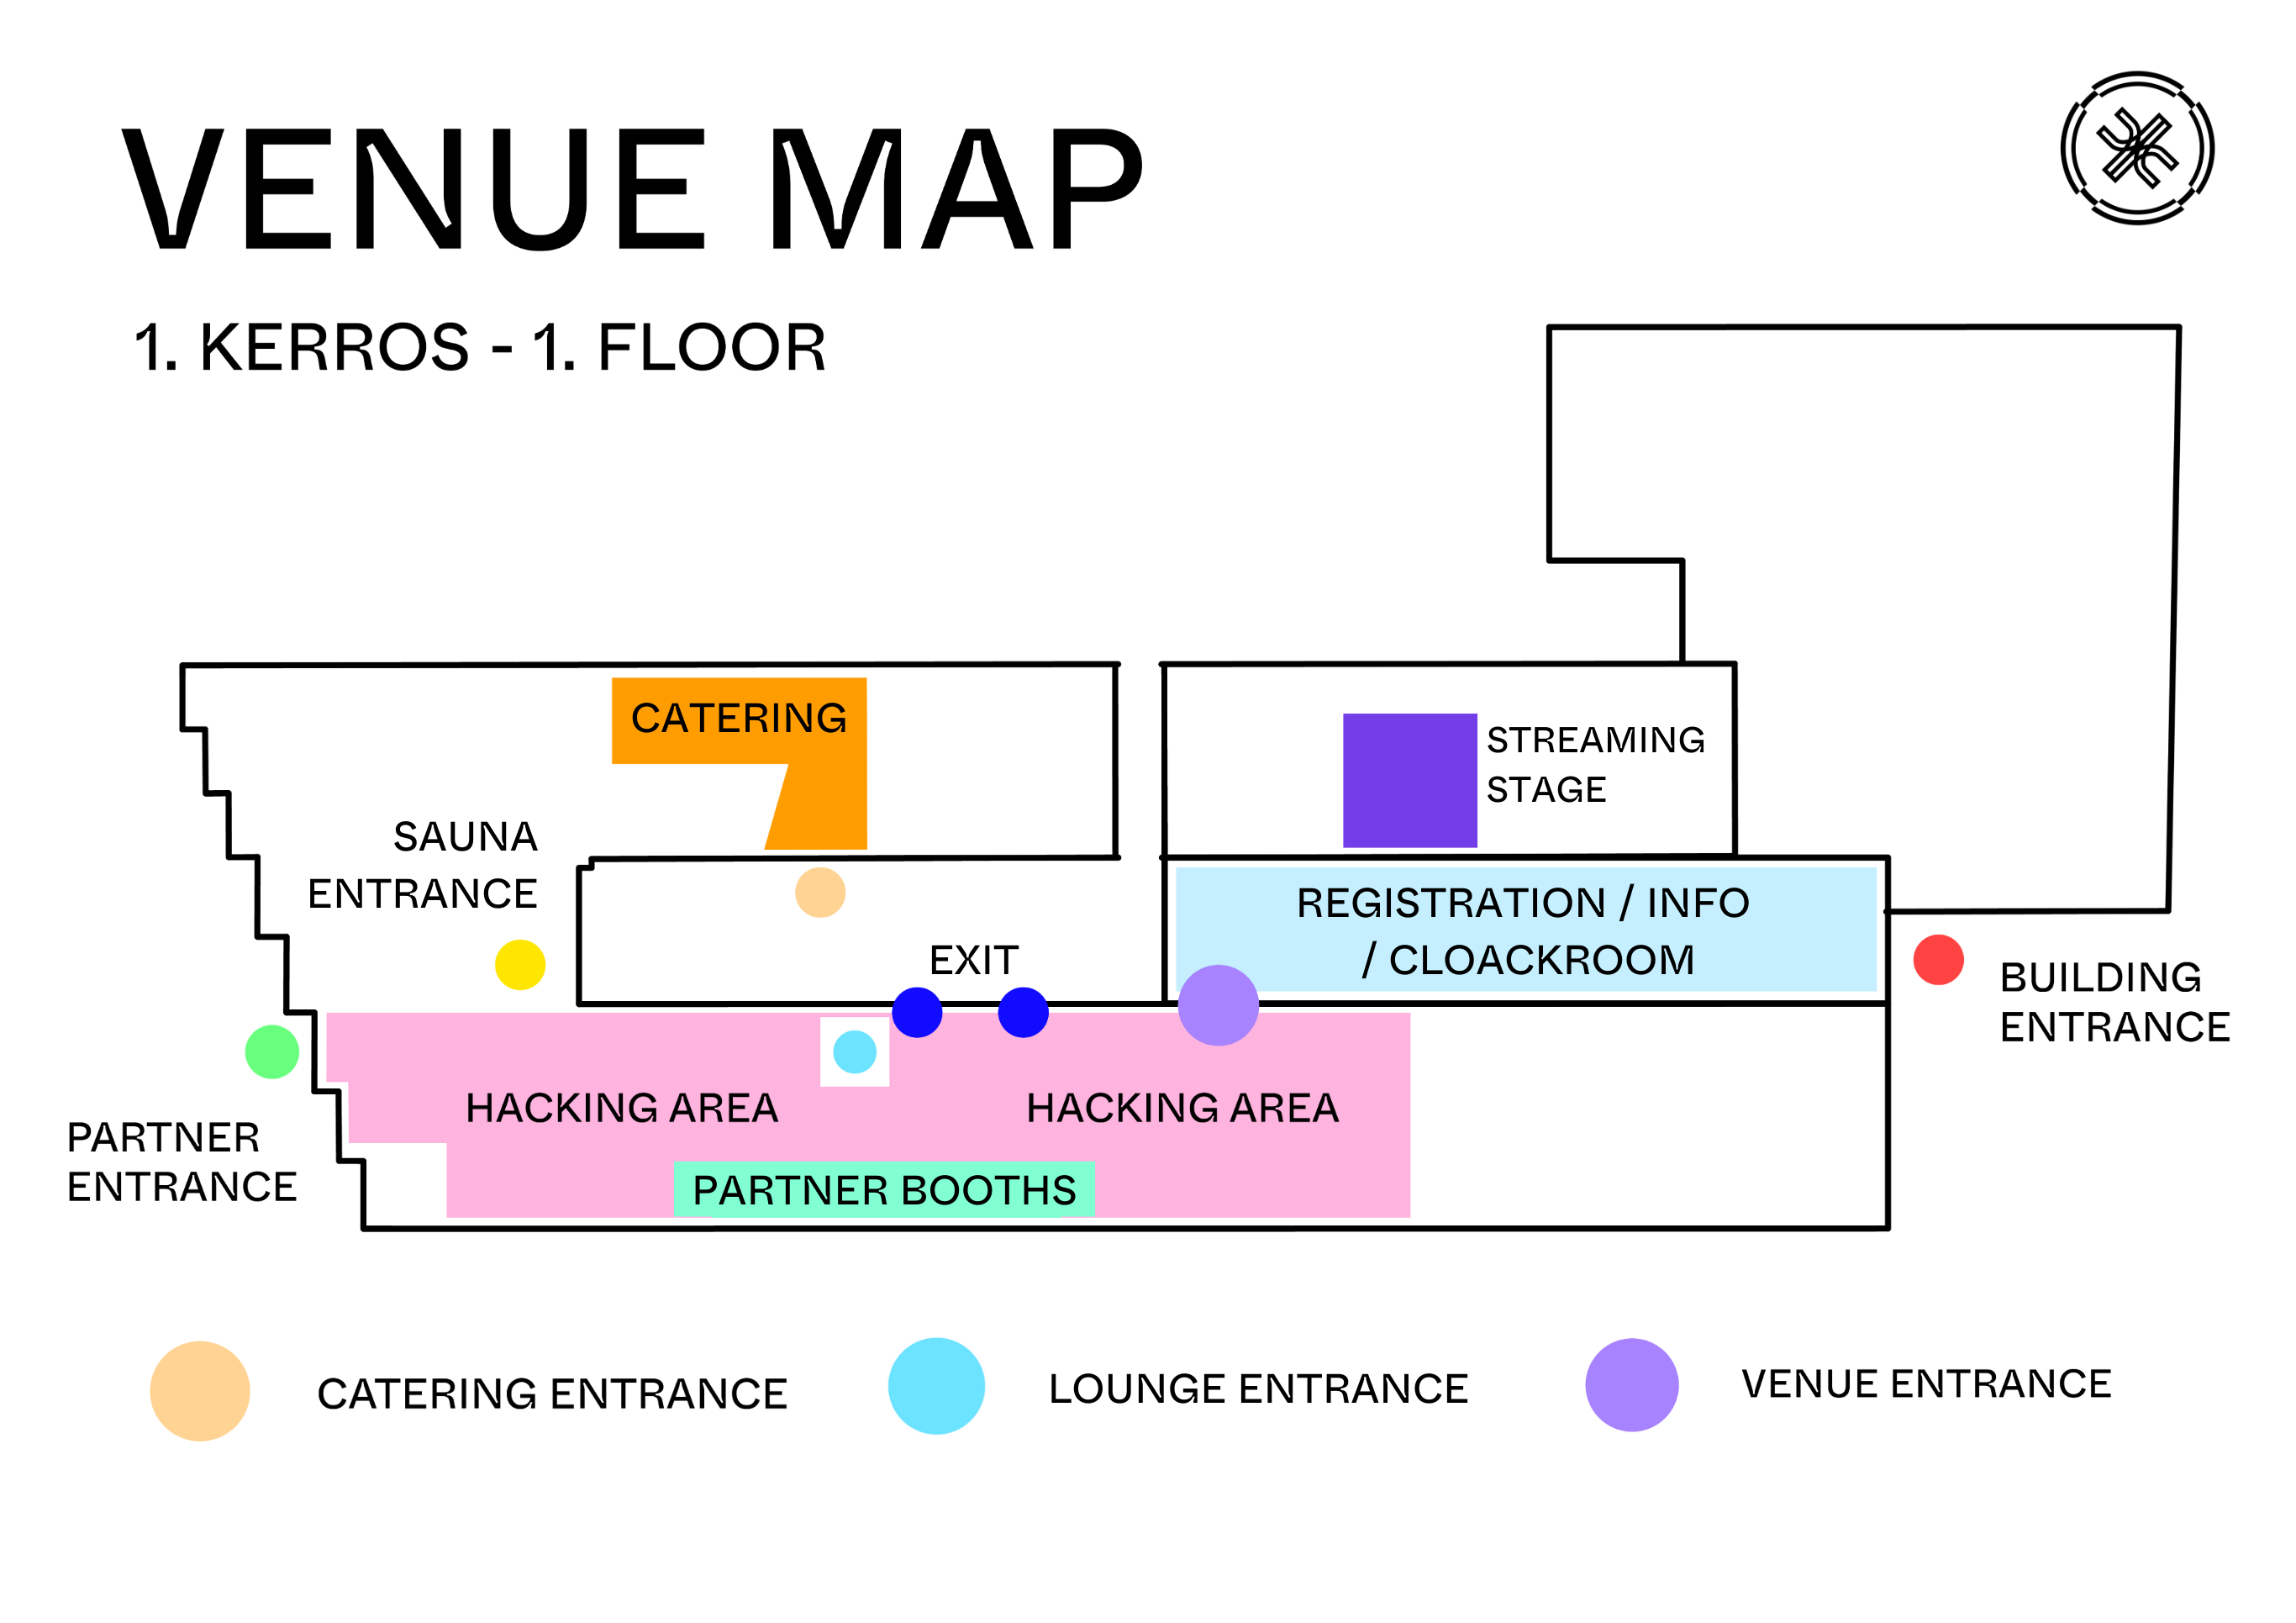 VENUE MAP
1. KERROS - 1. FLOOR
CATERING
STREAMING
STAGE
SAUNA
ENTRANCE
REGISTRATION / INFO
/ CLOACKROOM
EXIT
BUILDING
ENTRANCE
HACKING AREA
HACKING AREA
PARTNER
ENTRANCE
PARTNER BOOTHS
CATERING ENTRANCE
LOUNGE ENTRANCE
VENUE ENTRANCE